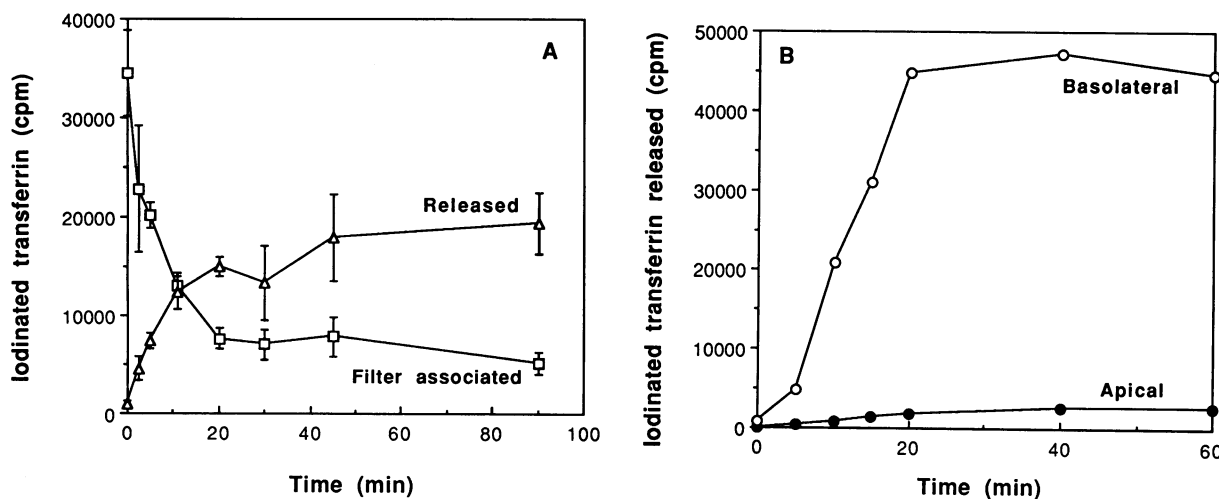 A
Iodinated transferrin (cpm)
40000
30000
20000
10000
0
Released
Filter associated
0 20 40 60 80 100
Time (min)
B
Iodinated transferrin released (cpm)
50000
40000
30000
20000
10000
0
Basolateral
Apical
0 20 40 60
Time (min)